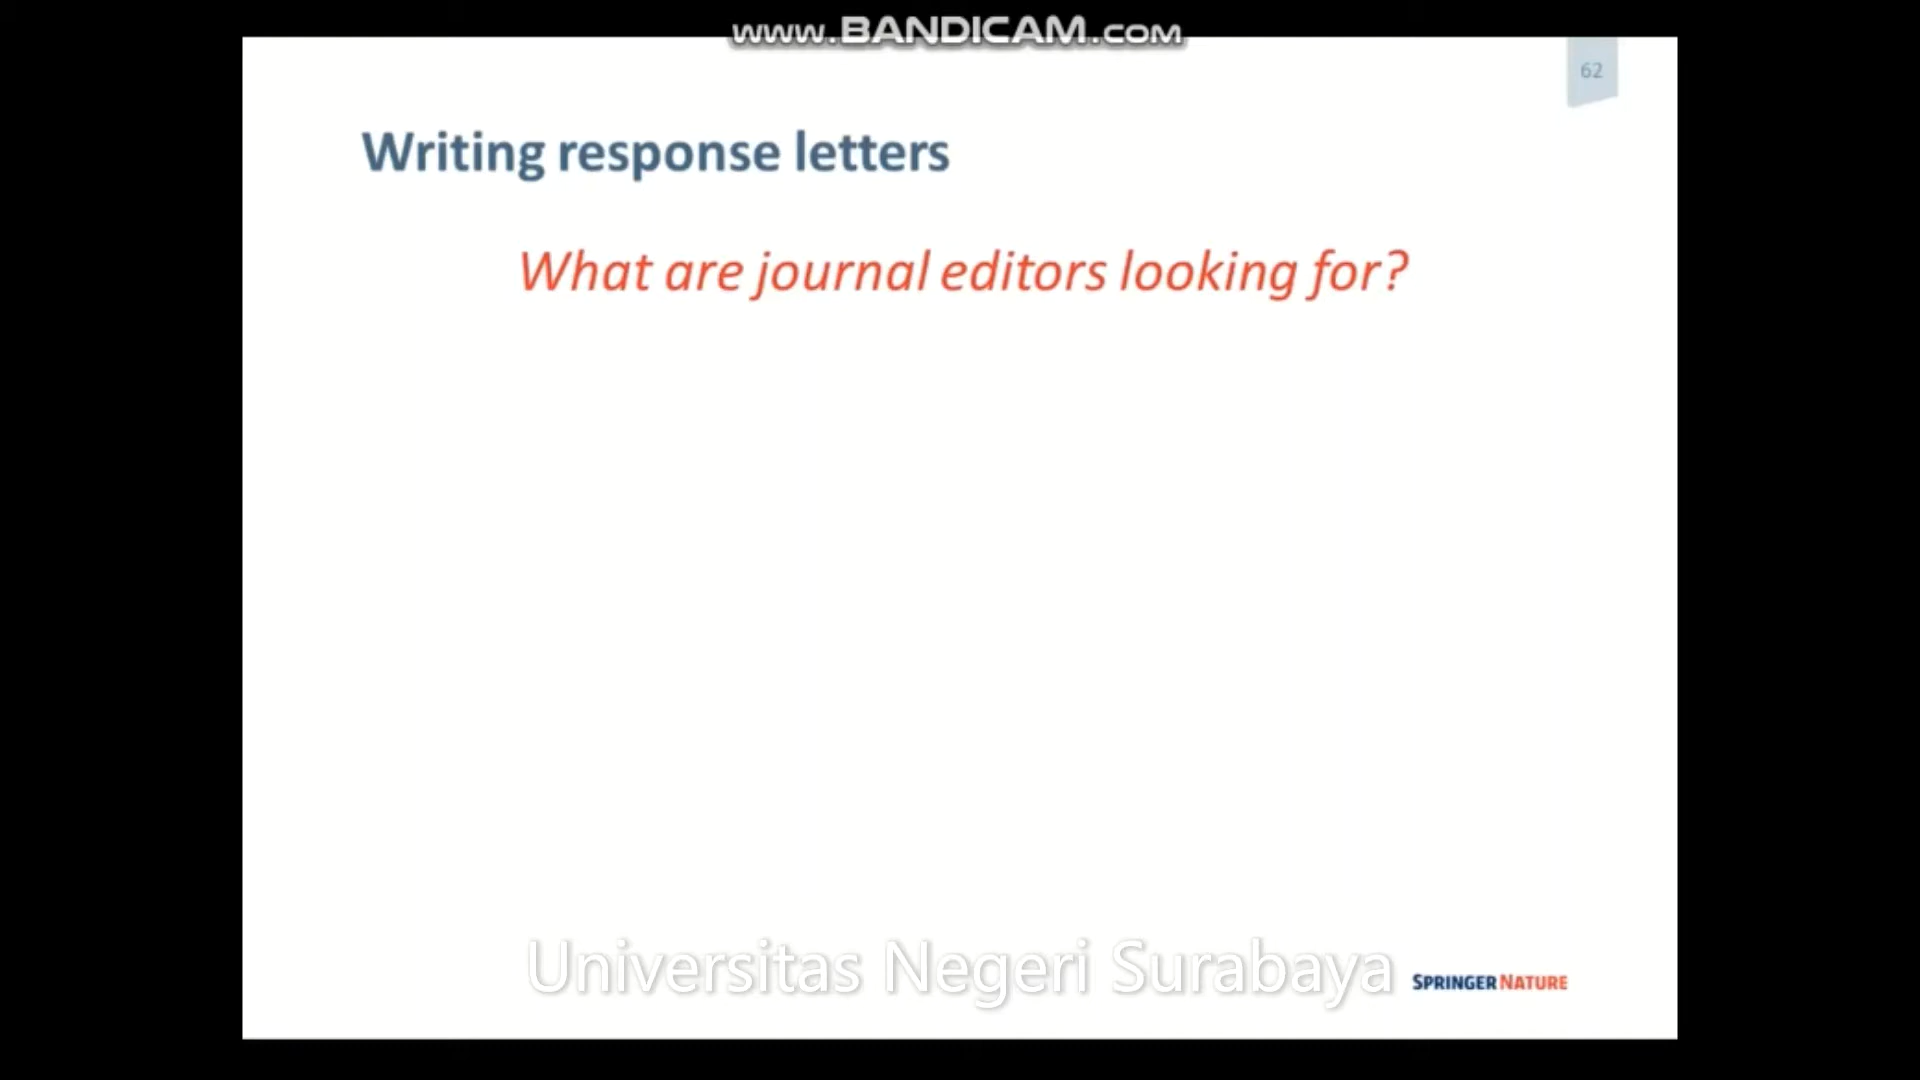 www.BANDICAM.com
62
Writing response letters
What are journal editors looking for?
Universitas Negeri Surabaya
SPRINGER NATURE